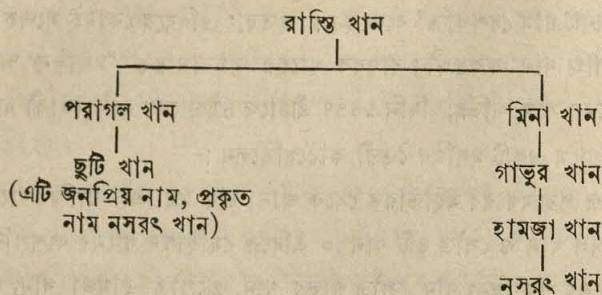 রাস্তি খান
পরাগল খান
মিনা খান
ছুটি খান
(এটি জনপ্রিয় নাম, প্রকৃত
নাম নসরৎ খান)
গাভুর খান
হামজা খান
নসরৎ খান